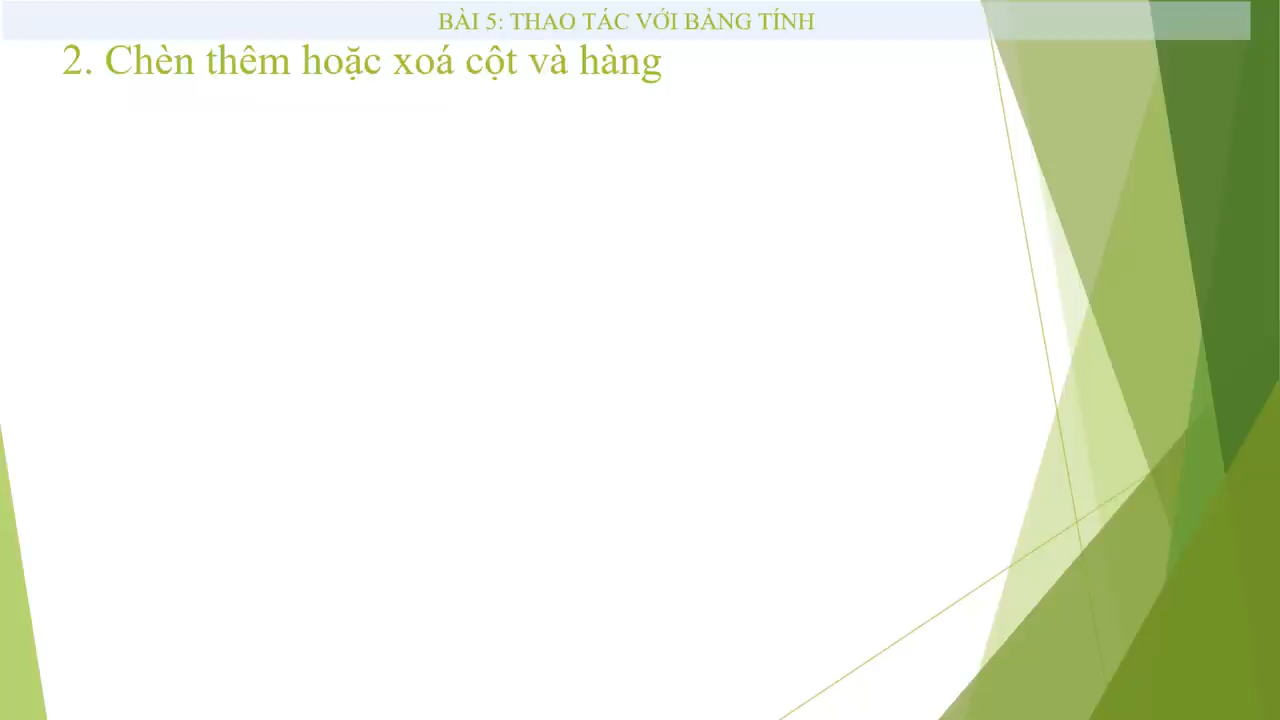 BÀI 5: THAO TÁC VỚI BẢNG TÍNH
2. Chèn thêm hoặc xoá cột và hàng